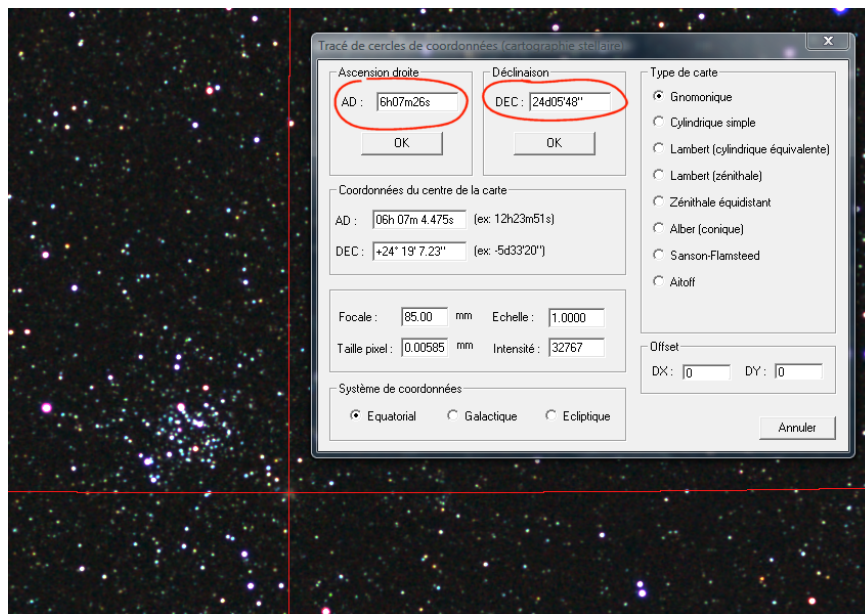 Tracé de cercles de coordonnées (cartographie stellaire)
x
Ascension droite
AD : 6h07m26s
OK
Déclinaison
DEC : 24d05'48"
OK
Coordonnées du centre de la carte
AD : 06h 07m 4.475s (ex: 12h23m51s)
DEC : +24° 19' 7.23" (ex: -5d33'20")
Focale : 85.00 mm Echelle : 1.0000
Taille pixel : 0.00585 mm Intensité : 32767
Système de coordonnées
Equatorial Galactique Ecliptique
Type de carte
Gnomonique
Cylindrique simple
Lambert (cylindrique équivalente)
Lambert (zénithale)
Zénithale équidistant
Alber (conique)
Sanson-Flamsteed
Aitoff
Offset
DX : 0 DY : 0
Annuler